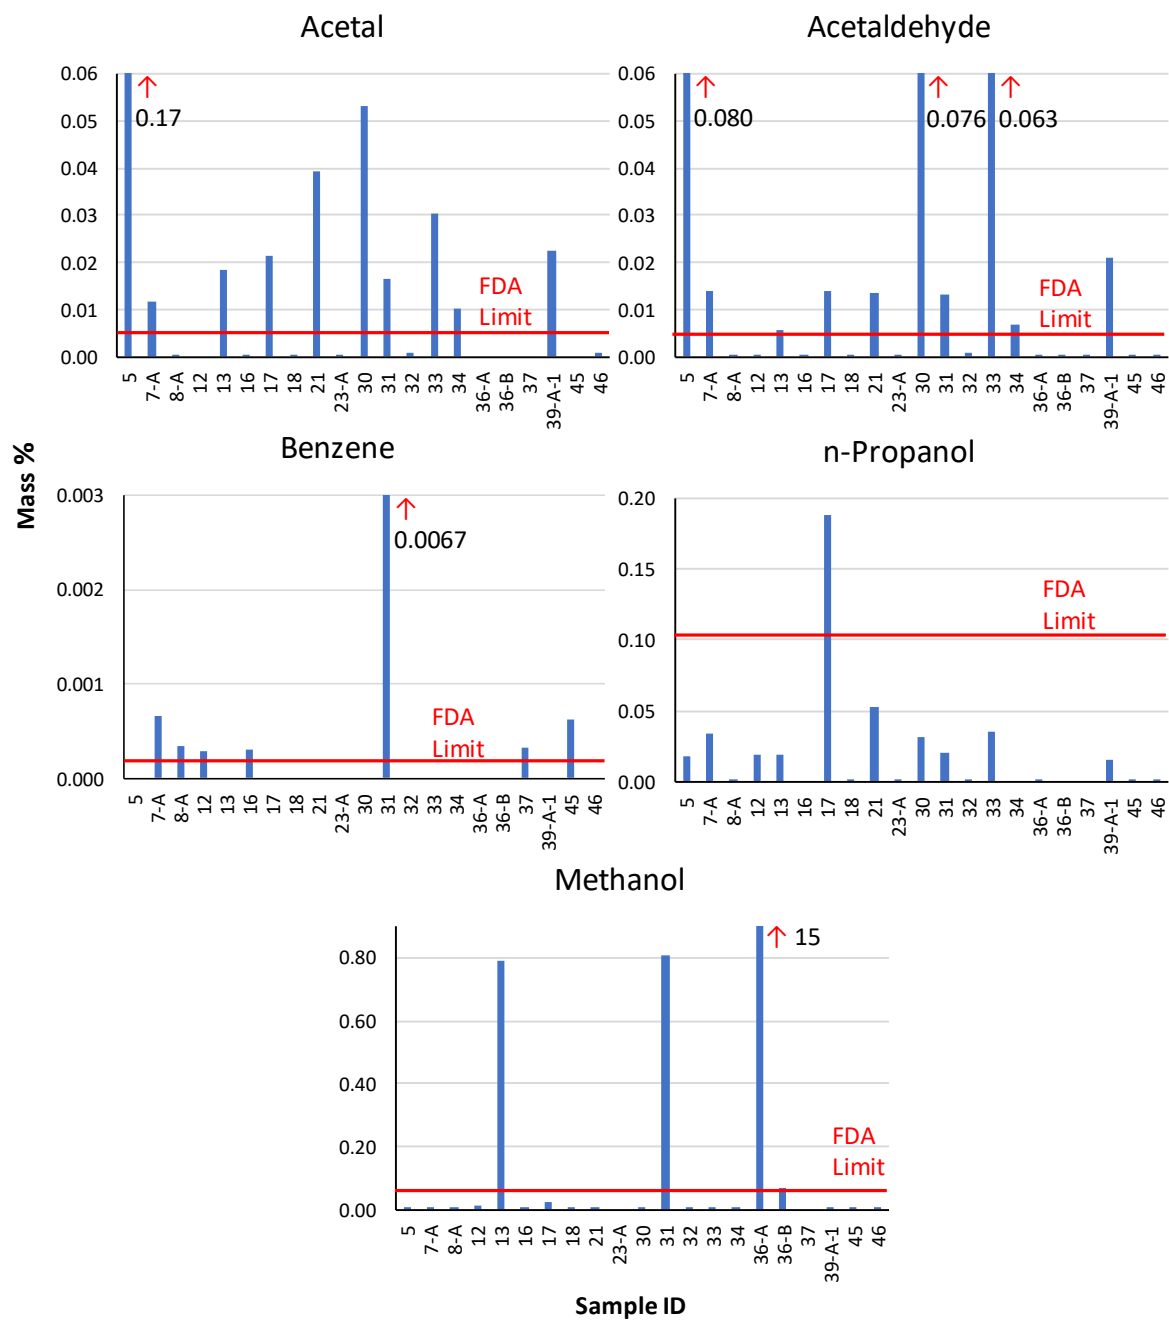 Acetal
0.06
0.05
0.04
0.03
0.02
0.01
0.00
↑
0.17
FDA
Limit
5 7-A 8-A 12 13 16 17 18 21 23-A 30 31 32 33 34 36-A 36-B 37 39-A-1 45 46
Acetaldehyde
0.06
0.05
0.04
0.03
0.02
0.01
0.00
↑ ↑ ↑
0.080 0.076 0.063
FDA
Limit
5 7-A 8-A 12 13 16 17 18 21 23-A 30 31 32 33 34 36-A 36-B 37 39-A-1 45 46
Mass %
Benzene
0.003
0.002
0.001
0.000
↑
0.0067
FDA
Limit
5 7-A 8-A 12 13 16 17 18 21 23-A 30 31 32 33 34 36-A 36-B 37 39-A-1 45 46
n-Propanol
0.20
0.15
0.10
0.05
0.00
FDA
Limit
5 7-A 8-A 12 13 16 17 18 21 23-A 30 31 32 33 34 36-A 36-B 37 39-A-1 45 46
Methanol
0.80
0.60
0.40
0.20
0.00
↑ 15
FDA
Limit
5 7-A 8-A 12 13 16 17 18 21 23-A 30 31 32 33 34 36-A 36-B 37 39-A-1 45 46
Sample ID